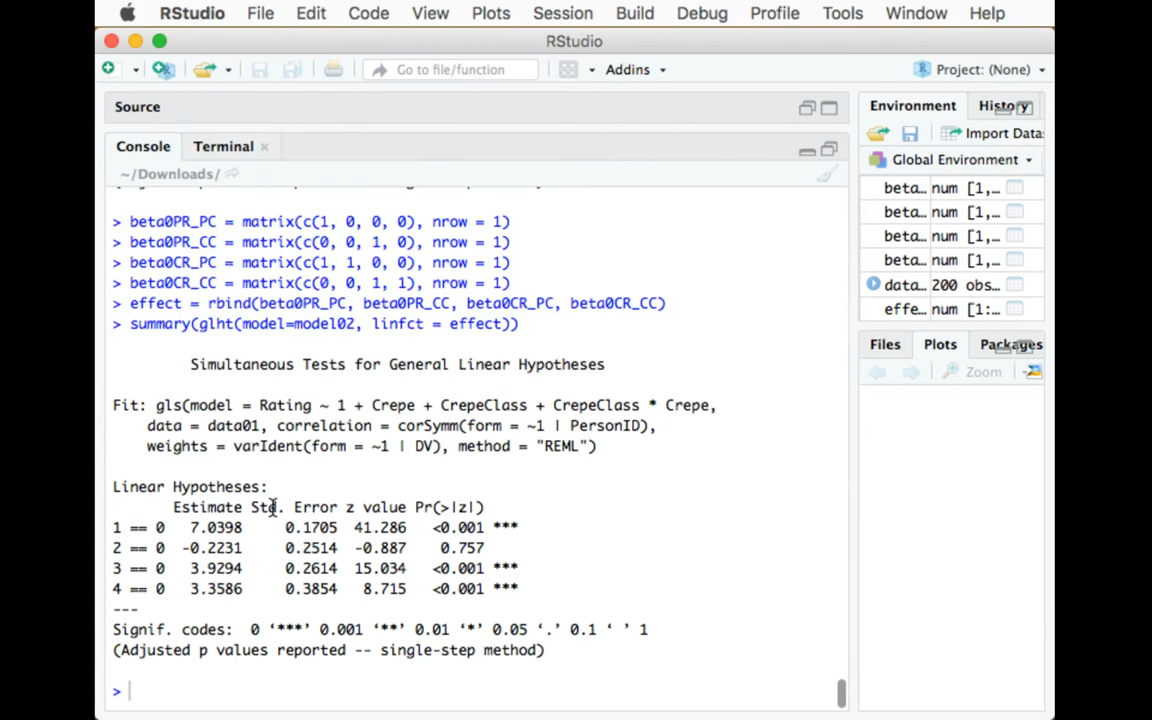 RStudio File Edit Code View Plots Session Build Debug Profile Tools Window Help
RStudio
Go to file/function Addins Project: (None)
Source
Console Terminal
~/Downloads/
> beta0PR_PC = matrix(c(1, 0, 0, 0), nrow = 1)
> beta0PR_CC = matrix(c(0, 0, 1, 0), nrow = 1)
> beta0CR_PC = matrix(c(1, 1, 0, 0), nrow = 1)
> beta0CR_CC = matrix(c(0, 0, 1, 1), nrow = 1)
> effect = rbind(beta0PR_PC, beta0PR_CC, beta0CR_PC, beta0CR_CC)
> summary(glht(model=model02, linfct = effect))
Simultaneous Tests for General Linear Hypotheses
Fit: gls(model = Rating ~ 1 + Crepe + CrepeClass + CrepeClass * Crepe,
data = data01, correlation = corSymm(form = ~1 | PersonID),
weights = varIdent(form = ~1 | DV), method = "REML")
Linear Hypotheses:
Estimate Std. Error z value Pr(>|z|)
1 == 0 7.0398 0.1705 41.286 <0.001 ***
2 == 0 -0.2231 0.2514 -0.887 0.757
3 == 0 3.9294 0.2614 15.034 <0.001 ***
4 == 0 3.3586 0.3854 8.715 <0.001 ***
---
Signif. codes: 0 ‘***’ 0.001 ‘**’ 0.01 ‘*’ 0.05 ‘.’ 0.1 ‘ ’ 1
(Adjusted p values reported -- single-step method)
>
Environment History
Import Data
Global Environment
beta… num [1,…
beta… num [1,…
beta… num [1,…
beta… num [1,…
data… 200 obs…
effe… num [1:…
Files Plots Packages
Zoom